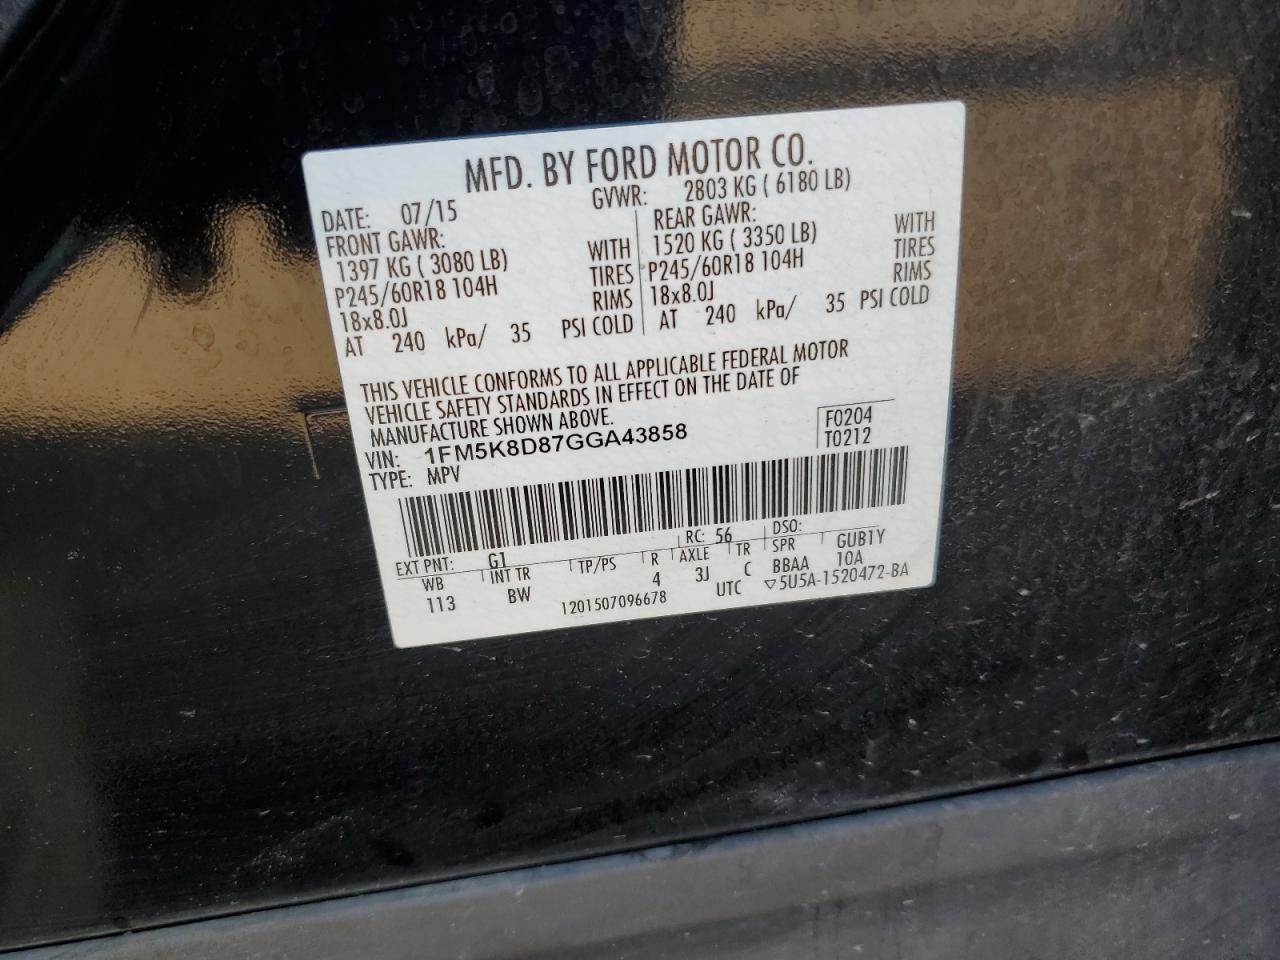 MFD. BY FORD MOTOR CO.
DATE: 07/15 GVWR: 2803 KG ( 6180 LB)
FRONT GAWR:
1397 KG ( 3080 LB) WITH
P245/60R18 104H TIRES
18x8.0J RIMS
AT 240 kPa/ 35 PSI COLD
REAR GAWR: WITH
1520 KG ( 3350 LB) TIRES
P245/60R18 104H RIMS
18x8.0J
AT 240 kPa/ 35 PSI COLD
THIS VEHICLE CONFORMS TO ALL APPLICABLE FEDERAL MOTOR
VEHICLE SAFETY STANDARDS IN EFFECT ON THE DATE OF
MANUFACTURE SHOWN ABOVE.
VIN: 1FM5K8D87GGA43858 F0204
TYPE: MPV T0212
EXT PNT: G1 RC: 56 DSO:
WB INT TR TP/PS R AXLE TR SPR GUB1Y
113 BW 4 3J C BBAA 10A
1201507096678 UTC ▽5U5A-1520472-BA